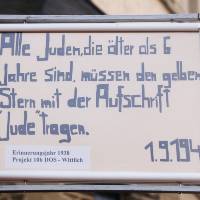 Alle Juden, die älter als 6
Jahre sind, müssen den gelben
Stern mit der Aufschrift
"Jude" tragen.
1.9.194
Erinnerungsjahr 1938
Projekt 10b DOS - Wittlich